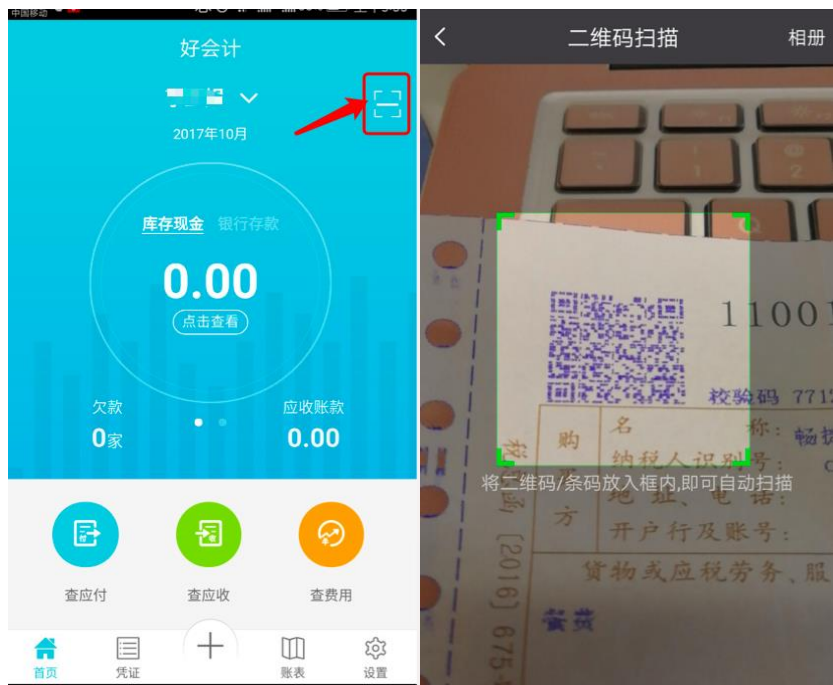 中国移动
好会计
2017年10月
库存现金 银行存款
0.00
点击查看
欠款
0家
应收账款
0.00
查应付
查应收
查费用
首页
凭证
账表
设置
二维码扫描
相册
11001
校验码 771
购
方
名 称：畅
纳税人识别号：
将二维码/条码放入框内,即可自动扫描
地址、电话：
开户行及账号：
货物或应税劳务、服
〔2016〕675